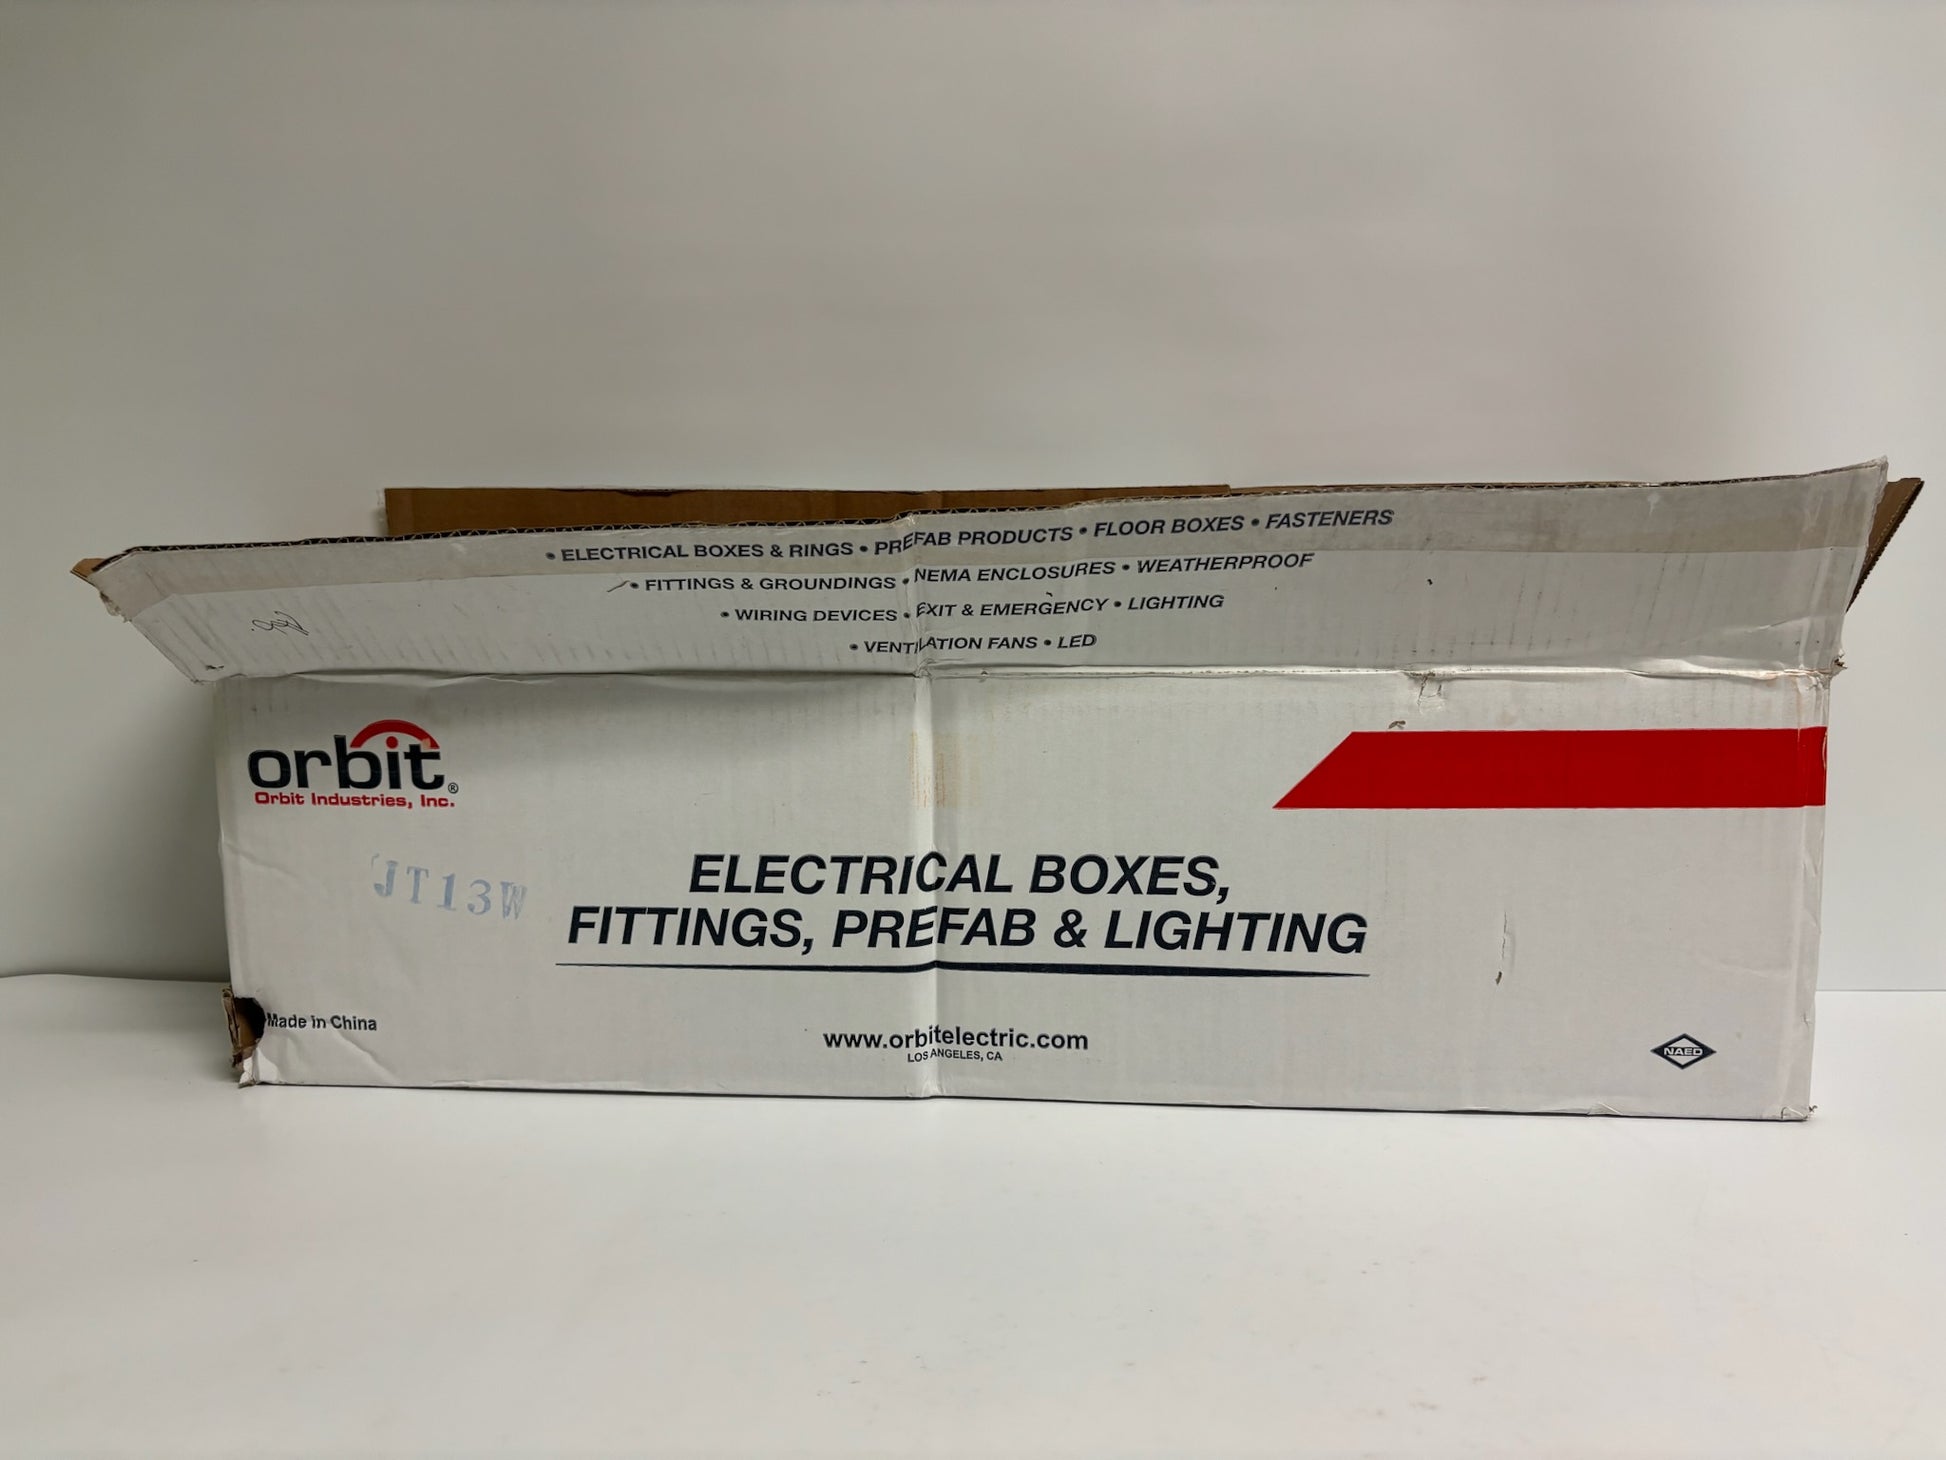 • ELECTRICAL BOXES & RINGS • PREFAB PRODUCTS • FLOOR BOXES • FASTENERS
• FITTINGS & GROUNDINGS • NEMA ENCLOSURES • WEATHERPROOF
• WIRING DEVICES • EXIT & EMERGENCY • LIGHTING
• VENTILATION FANS • LED
orbit®
Orbit Industries, Inc.
JT13W
ELECTRICAL BOXES,
FITTINGS, PREFAB & LIGHTING
Made in China
www.orbitelectric.com
LOS ANGELES, CA
NAED